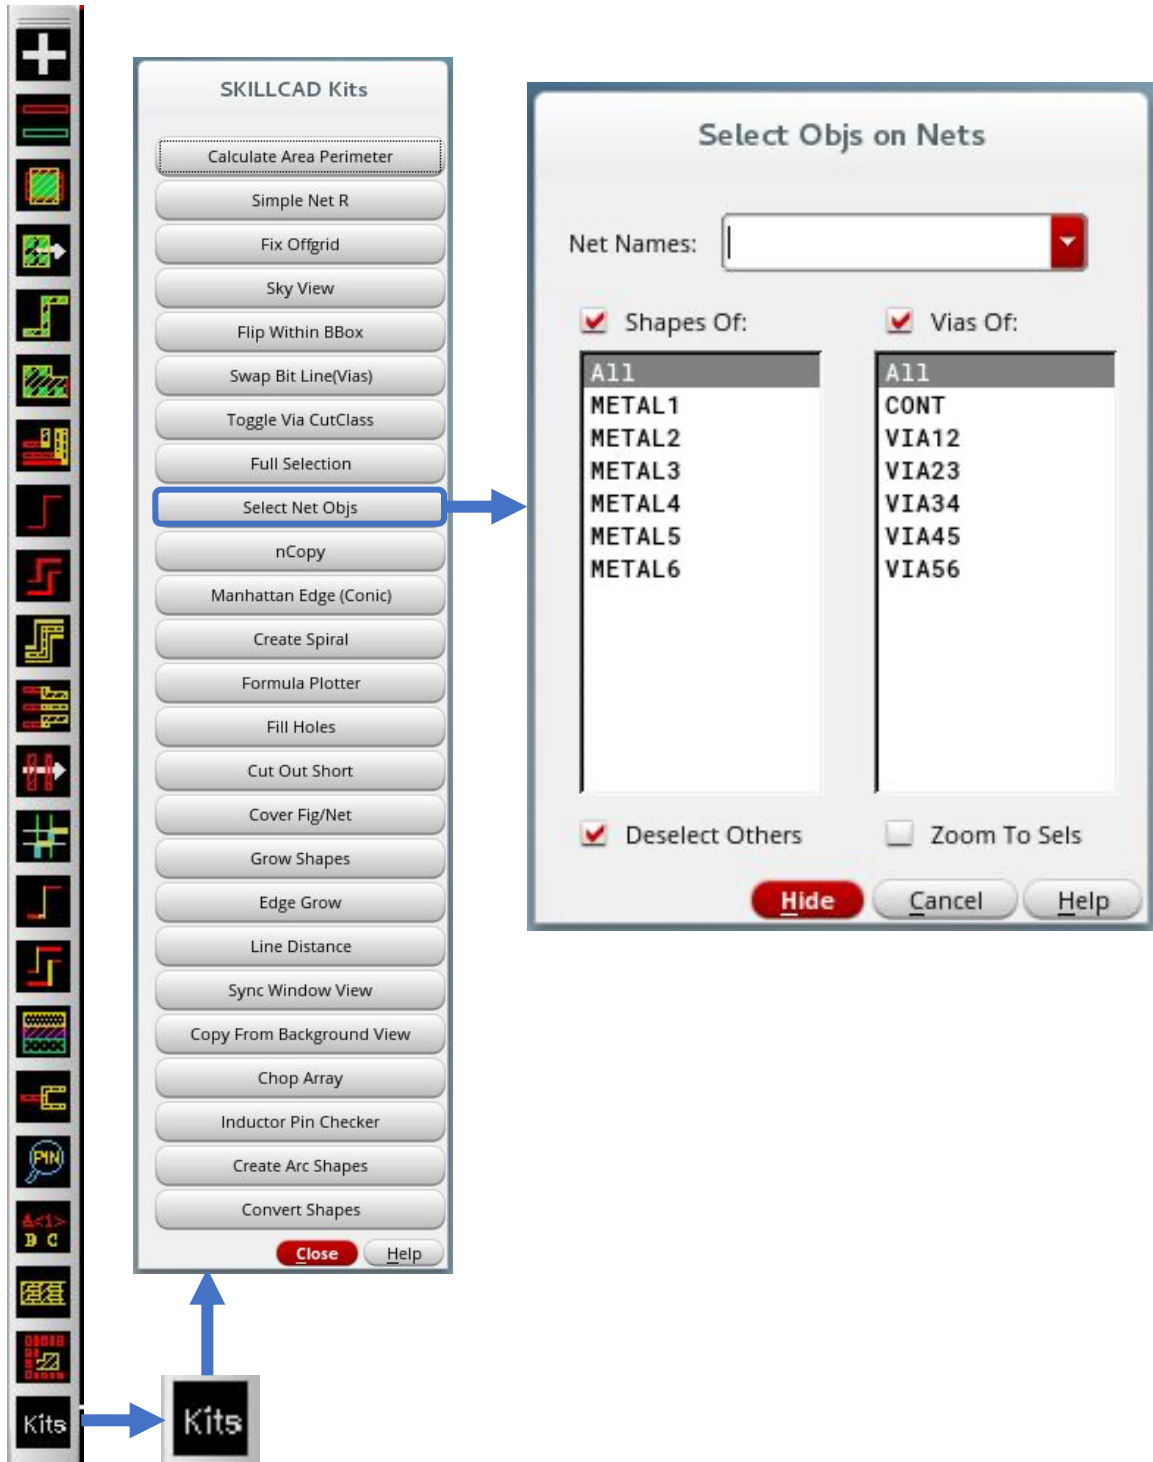 SKILLCAD Kits
Calculate Area Perimeter
Simple Net R
Fix Offgrid
Sky View
Flip Within BBox
Swap Bit Line(Vias)
Toggle Via CutClass
Full Selection
Select Net Objs
nCopy
Manhattan Edge (Conic)
Create Spiral
Formula Plotter
Fill Holes
Cut Out Short
Cover Fig/Net
Grow Shapes
Edge Grow
Line Distance
Sync Window View
Copy From Background View
Chop Array
Inductor Pin Checker
Create Arc Shapes
Convert Shapes
Close Help
Select Objs on Nets
Net Names:
Shapes Of: Vias Of:
All All
METAL1 CONT
METAL2 VIA12
METAL3 VIA23
METAL4 VIA34
METAL5 VIA45
METAL6 VIA56
Deselect Others Zoom To Sels
Hide Cancel Help
PIN
B C
Kits
Kits